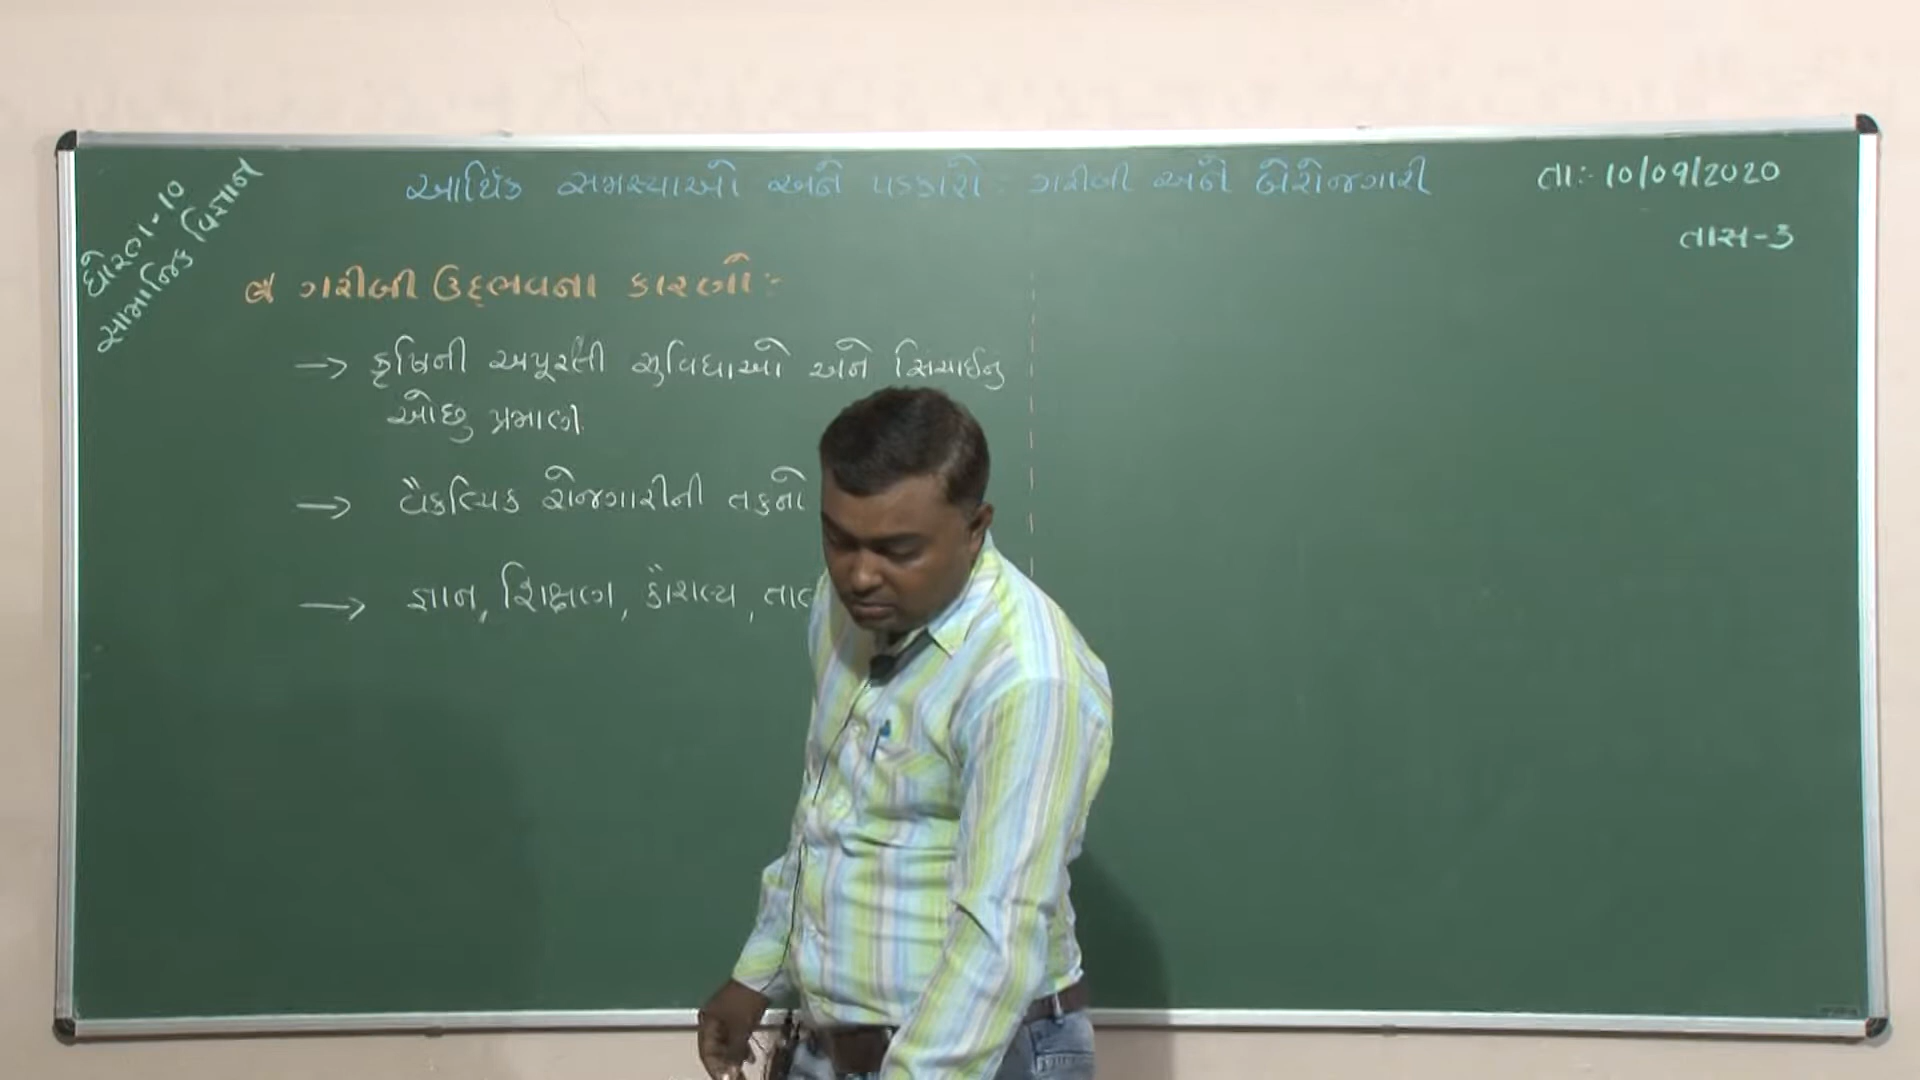 ધોરણ-10
સામાજિક વિજ્ઞાન
આર્થિક સમસ્યાઓ અને પડકારો : ગરીબી અને બેરોજગારી
તા:- 10/09/2020
તાસ-3
ગરીબી ઉદ્ભવના કારણો :-
→ કૃષિની અપૂરતી સુવિધાઓ અને સિંચાઈનુ
ઓછુ પ્રમાણ.
→ વૈકલ્પિક રોજગારીની તકનો
→ જ્ઞાન, શિક્ષણ, કૌશલ્ય,